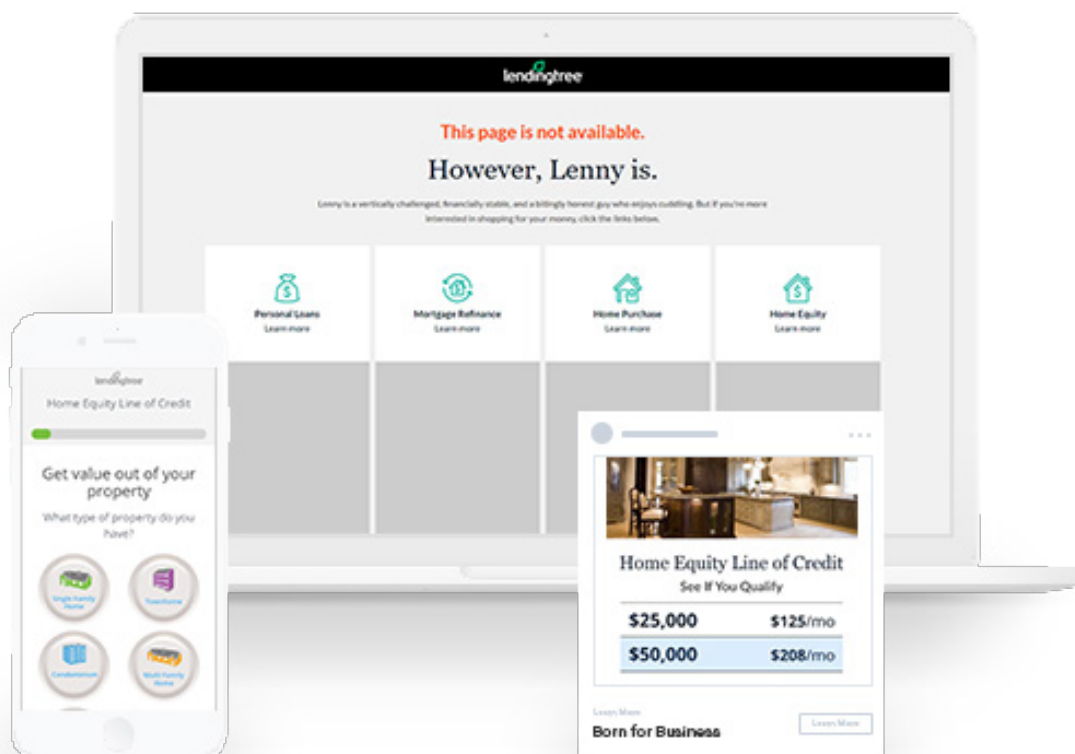 lendingtree
This page is not available.
However, Lenny is.
Lenny is a vertically challenged, financially stable, and a bitingly honest guy who enjoys cuddling. But if you're more
interested in shopping for your money, click the links below.
Personal Loans
Learn more
Mortgage Refinance
Learn more
Home Purchase
Learn more
Home Equity
Learn more
lendingtree
Home Equity Line of Credit
Get value out of your
property
What type of property do you
have?
Single Family
Home
Townhome
Condominium
Multi Family
Home
Home Equity Line of Credit
See If You Qualify
$25,000 $125/mo
$50,000 $208/mo
Learn More
Born for Business
Learn More